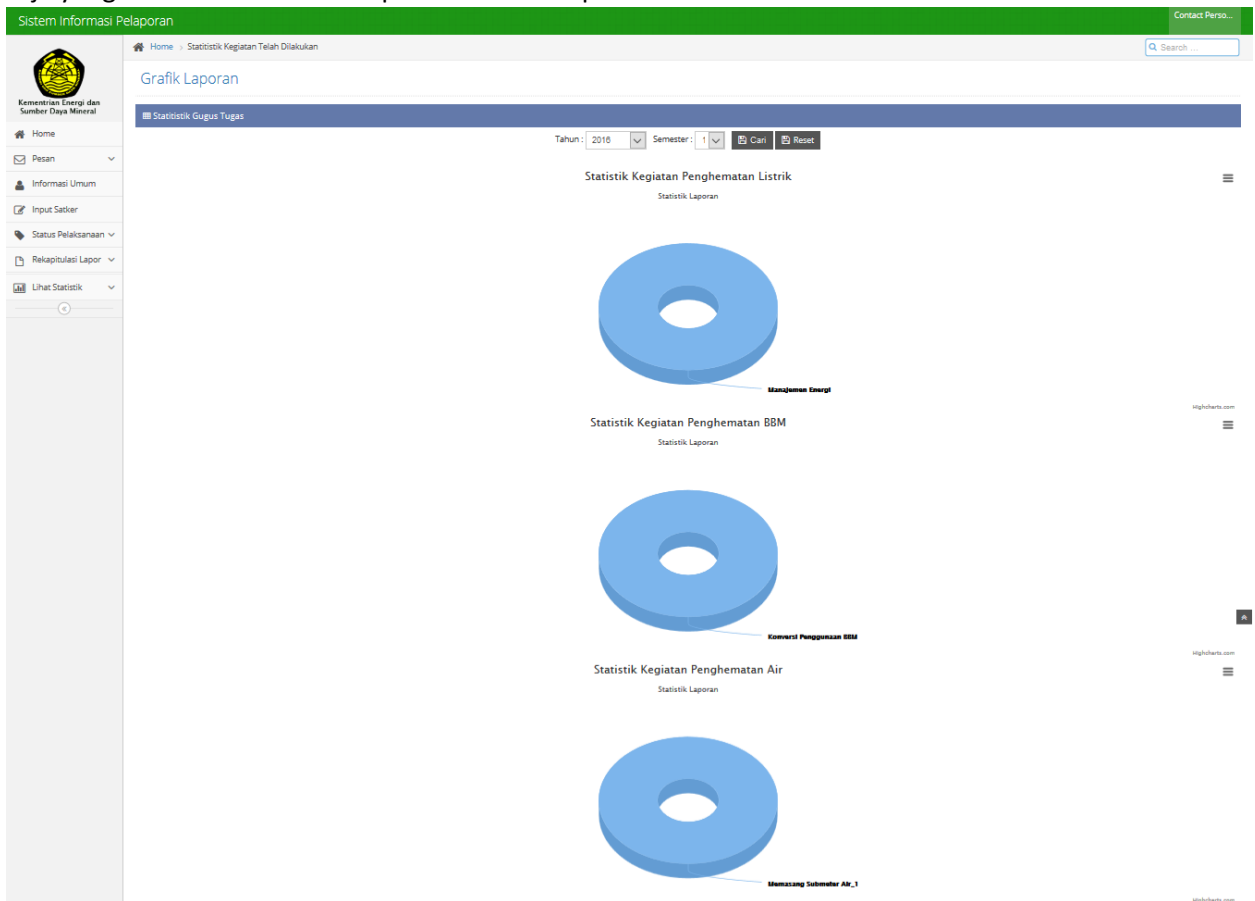 Sistem Informasi Pelaporan
Contact Perso...
Home > Statitistik Kegiatan Telah Dilakukan
Search ...
Kementrian Energi dan
Sumber Daya Mineral
Grafik Laporan
Statitistik Gugus Tugas
Home
Pesan
Informasi Umum
Input Satker
Status Pelaksanaan
Rekapitulasi Lapor
Lihat Statistik
Tahun : 2016 Semester : 1 Cari Reset
Statistik Kegiatan Penghematan Listrik
Statistik Laporan
Manajemen Energi
Highcharts.com
Statistik Kegiatan Penghematan BBM
Statistik Laporan
Konversi Penggunaan BBM
Highcharts.com
Statistik Kegiatan Penghematan Air
Statistik Laporan
Memasang Submeter Air_1
Highcharts.com